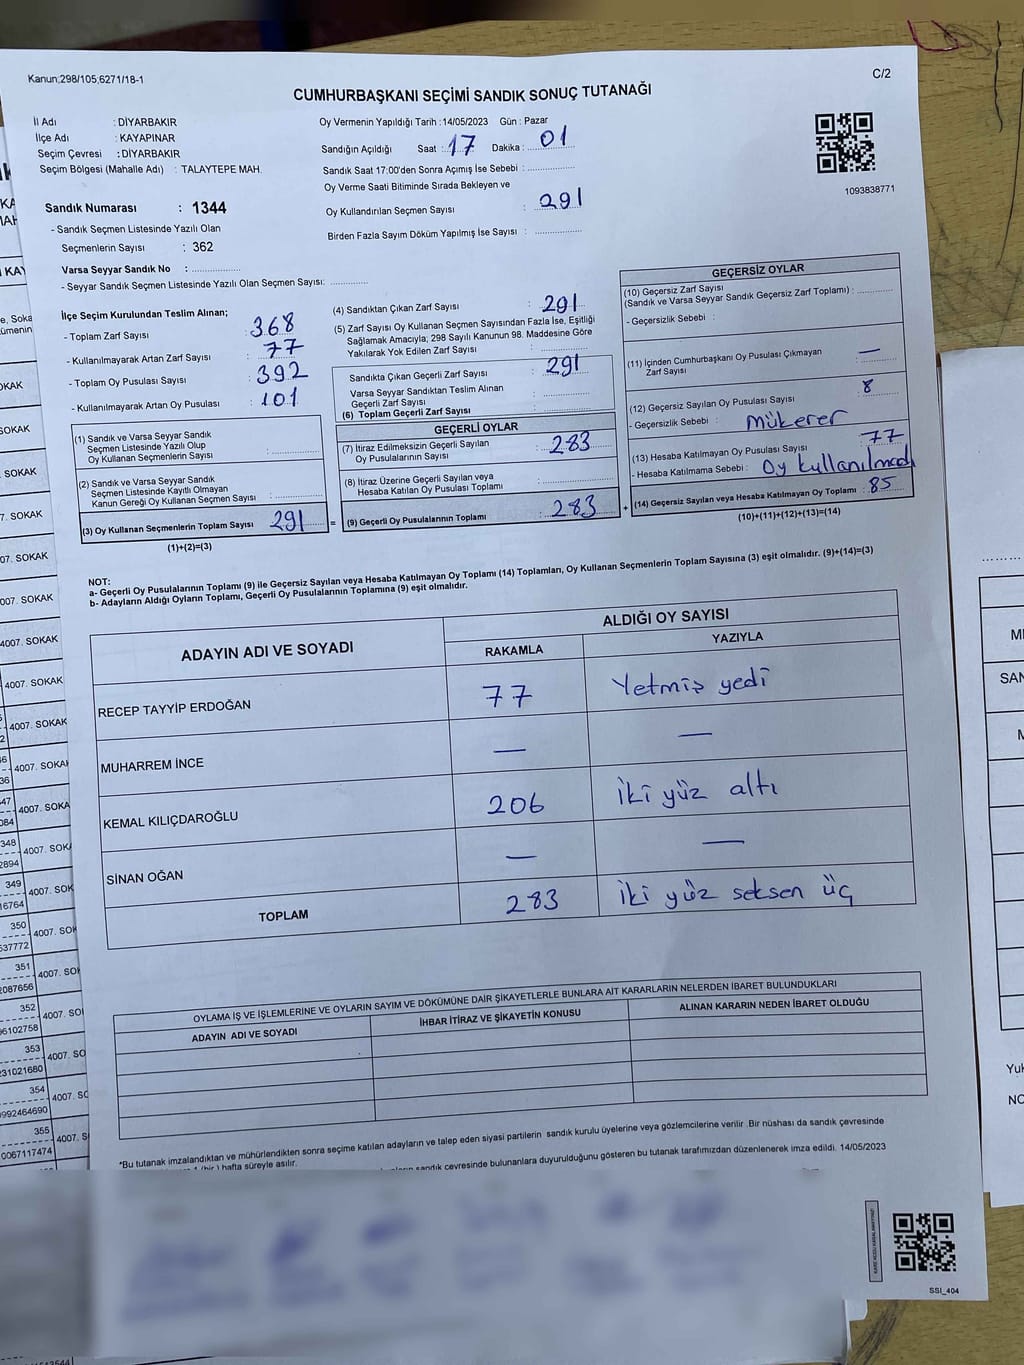 Kanun;298/105,6271/18-1
C/2
CUMHURBAŞKANI SEÇİMİ SANDIK SONUÇ TUTANAĞI
İl Adı : DİYARBAKIR
İlçe Adı : KAYAPINAR
Seçim Çevresi : DİYARBAKIR
Seçim Bölgesi (Mahalle Adı) : TALAYTEPE MAH.
Sandık Numarası : 1344
- Sandık Seçmen Listesinde Yazılı Olan
Seçmenlerin Sayısı : 362
Varsa Seyyar Sandık No : ..................
- Seyyar Sandık Seçmen Listesinde Yazılı Olan Seçmen Sayısı: ..............
Oy Vermenin Yapıldığı Tarih : 14/05/2023 Gün : Pazar
Sandığın Açıldığı Saat : 17 Dakika : 01
Sandık Saat 17:00'den Sonra Açımış İse Sebebi : ..............
Oy Verme Saati Bitiminde Sırada Bekleyen ve
Oy Kullandırılan Seçmen Sayısı : 291
Birden Fazla Sayım Döküm Yapılmış İse Sayısı : ..............
1093838771
İlçe Seçim Kurulundan Teslim Alınan;
- Toplam Zarf Sayısı : 368
- Kullanılmayarak Artan Zarf Sayısı : 77
- Toplam Oy Pusulası Sayısı : 392
- Kullanılmayarak Artan Oy Pusulası : 101
(1) Sandık ve Varsa Seyyar Sandık
Seçmen Listesinde Yazılı Olup
Oy Kullanan Seçmenlerin Sayısı : ..............
(2) Sandık ve Varsa Seyyar Sandık
Seçmen Listesinde Kayıtlı Olmayan
Kanun Gereği Oy Kullanan Seçmen Sayısı : ..............
(3) Oy Kullanan Seçmenlerin Toplam Sayısı 291 =
(1)+(2)=(3)
(4) Sandıktan Çıkan Zarf Sayısı : 291
(5) Zarf Sayısı Oy Kullanan Seçmen Sayısından Fazla İse, Eşitliği
Sağlamak Amacıyla; 298 Sayılı Kanunun 98. Maddesine Göre
Yakılarak Yok Edilen Zarf Sayısı : ..............
Sandıkta Çıkan Geçerli Zarf Sayısı : 291
Varsa Seyyar Sandıktan Teslim Alınan
Geçerli Zarf Sayısı : ..............
(6) Toplam Geçerli Zarf Sayısı : ..............
GEÇERLİ OYLAR
(7) İtiraz Edilmeksizin Geçerli Sayılan
Oy Pusulalarının Sayısı : 283
(8) İtiraz Üzerine Geçerli Sayılan veya
Hesaba Katılan Oy Pusulası Toplamı : ..............
(9) Geçerli Oy Pusulalarının Toplamı : 283 +
GEÇERSİZ OYLAR
(10) Geçersiz Zarf Sayısı
(Sandık ve Varsa Seyyar Sandık Geçersiz Zarf Toplamı) : ............
- Geçersizlik Sebebi :
(11) İçinden Cumhurbaşkanı Oy Pusulası Çıkmayan
Zarf Sayısı : —
(12) Geçersiz Sayılan Oy Pusulası Sayısı : 8
- Geçersizlik Sebebi : mükerer
(13) Hesaba Katılmayan Oy Pusulası Sayısı : 77
- Hesaba Katılmama Sebebi : Oy kullanılmadı
(14) Geçersiz Sayılan veya Hesaba Katılmayan Oy Toplamı : 85
(10)+(11)+(12)+(13)=(14)
NOT:
a- Geçerli Oy Pusulalarının Toplamı (9) ile Geçersiz Sayılan veya Hesaba Katılmayan Oy Toplamı (14) Toplamları, Oy Kullanan Seçmenlerin Toplam Sayısına (3) eşit olmalıdır. (9)+(14)=(3)
b- Adayların Aldığı Oyların Toplamı, Geçerli Oy Pusulalarının Toplamına (9) eşit olmalıdır.
ADAYIN ADI VE SOYADI
ALDIĞI OY SAYISI
RAKAMLA YAZIYLA
RECEP TAYYİP ERDOĞAN 77 Yetmiş yedi
MUHARREM İNCE — —
KEMAL KILIÇDAROĞLU 206 iki yüz altı
SİNAN OĞAN — —
TOPLAM 283 iki yüz seksen üç
OYLAMA İŞ VE İŞLEMLERİNE VE OYLARIN SAYIM VE DÖKÜMÜNE DAİR ŞİKAYETLERLE BUNLARA AİT KARARLARIN NELERDEN İBARET BULUNDUKLARI
ADAYIN ADI VE SOYADI İHBAR İTİRAZ VE ŞİKAYETİN KONUSU ALINAN KARARIN NEDEN İBARET OLDUĞU
*Bu tutanak imzalandıktan ve mühürlendikten sonra seçime katılan adayların ve talep eden siyasi partilerin sandık kurulu üyelerine veya gözlemcilerine verilir .Bir nüshası da sandık çevresinde
hafta süreyle asılır.
sandık çevresinde bulunanlara duyurulduğunu gösteren bu tutanak tarafımızdan düzenlenerek imza edildi. 14/05/2023
SSI_404